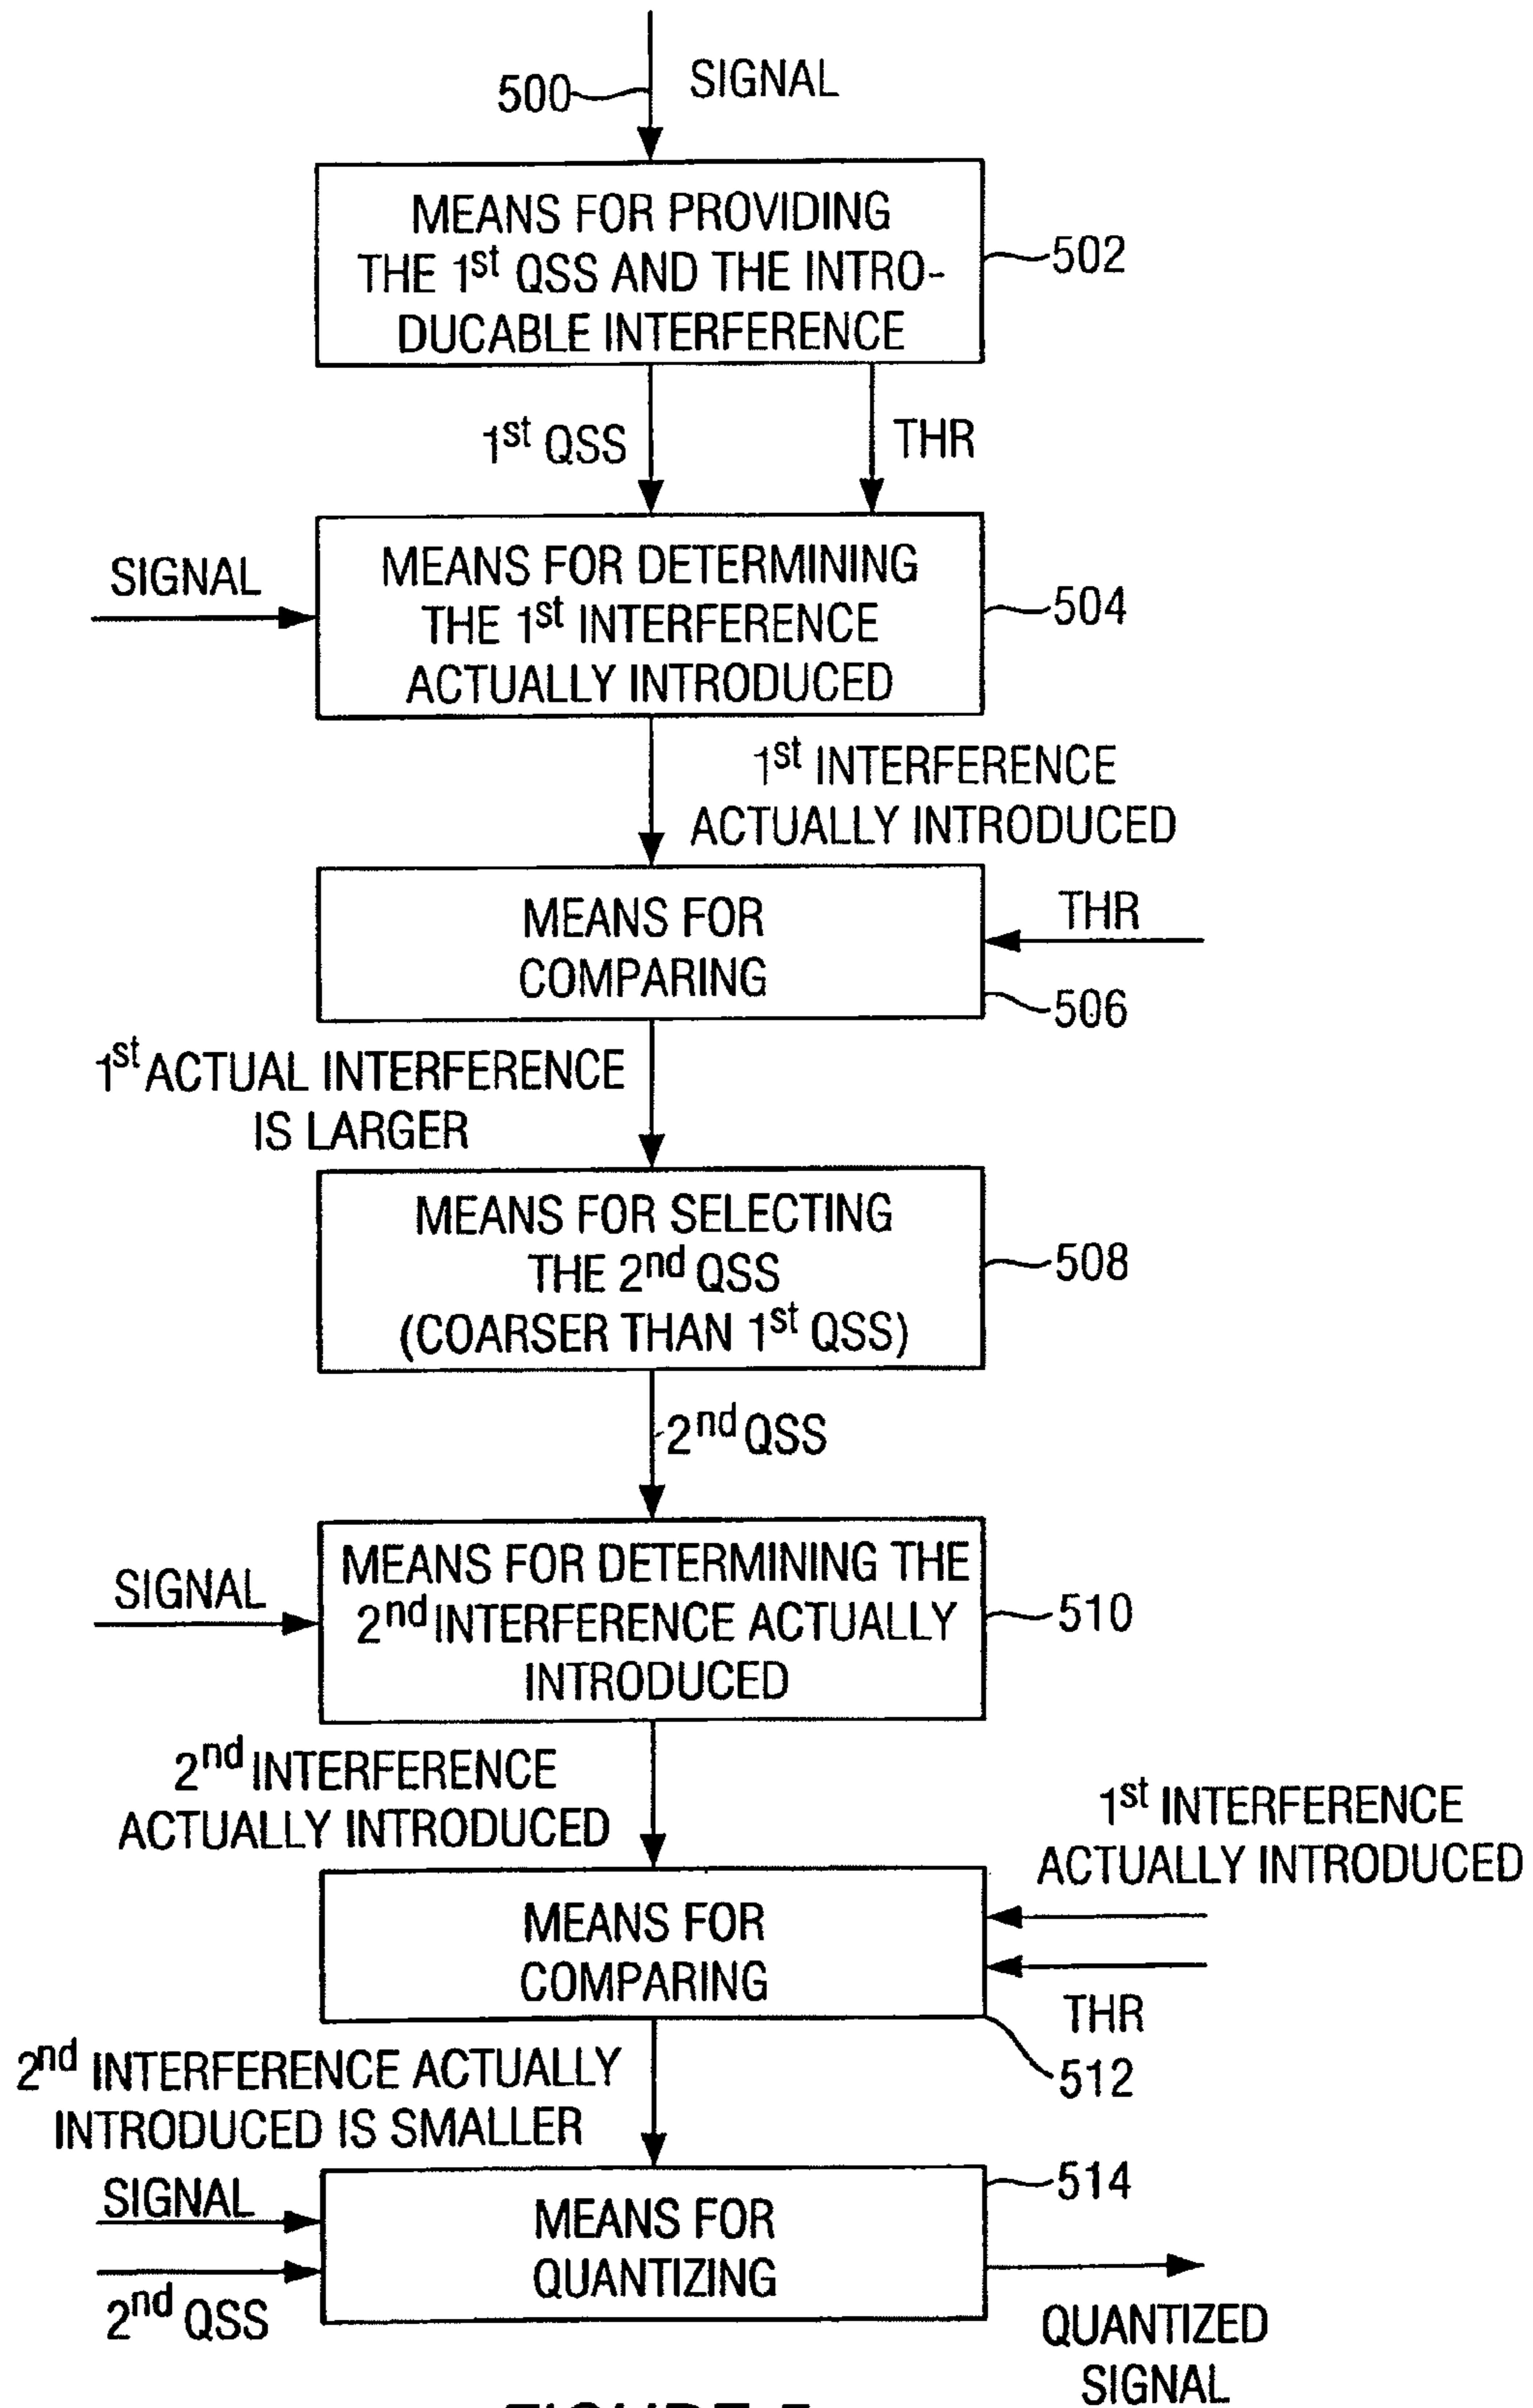 500 SIGNAL
MEANS FOR PROVIDING
THE 1st QSS AND THE INTRO-
DUCABLE INTERFERENCE
502
1st QSS
THR
SIGNAL
MEANS FOR DETERMINING
THE 1st INTERFERENCE
ACTUALLY INTRODUCED
504
1st INTERFERENCE
ACTUALLY INTRODUCED
MEANS FOR
COMPARING
THR
506
1st ACTUAL INTERFERENCE
IS LARGER
MEANS FOR SELECTING
THE 2nd QSS
(COARSER THAN 1st QSS)
508
2nd QSS
SIGNAL
MEANS FOR DETERMINING THE
2nd INTERFERENCE ACTUALLY
INTRODUCED
510
2nd INTERFERENCE
ACTUALLY INTRODUCED
1st INTERFERENCE
ACTUALLY INTRODUCED
MEANS FOR
COMPARING
THR
512
2nd INTERFERENCE ACTUALLY
INTRODUCED IS SMALLER
SIGNAL
2nd QSS
MEANS FOR
QUANTIZING
514
QUANTIZED
SIGNAL